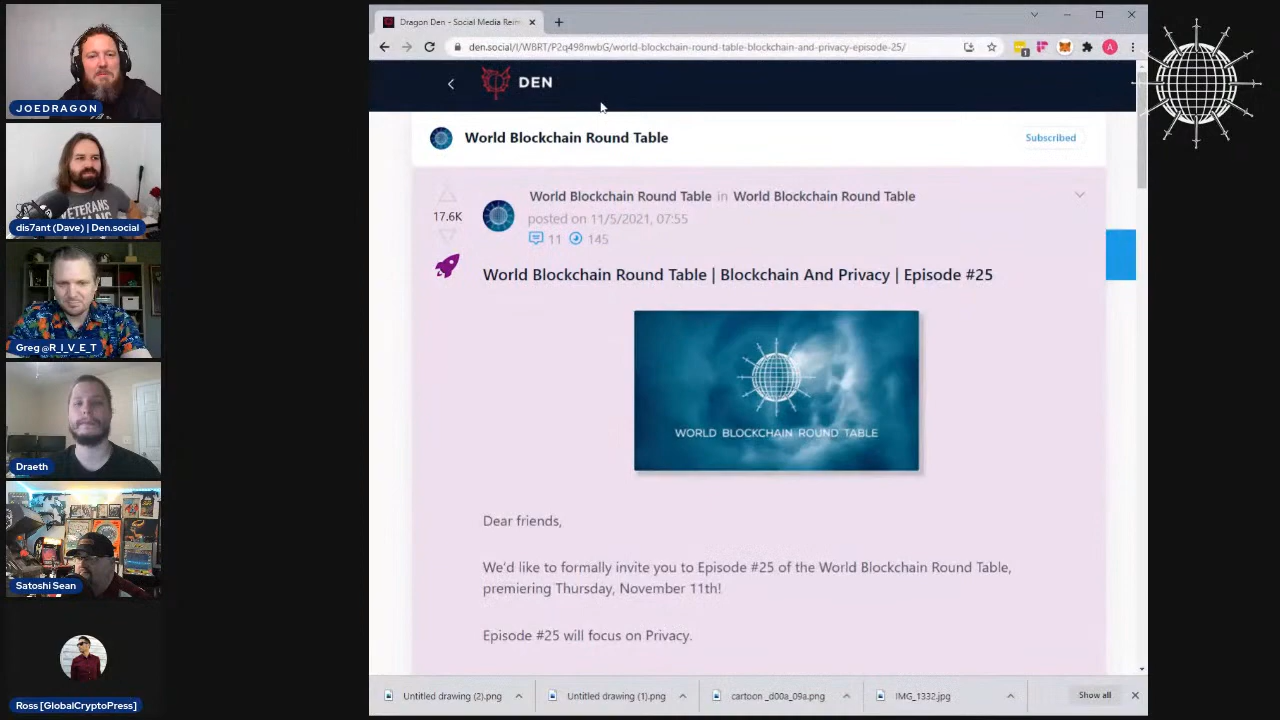 JOEDRAGON
VETERANS
dis7ant (Dave) | Den.social
Greg @R_I_V_E_T
Draeth
Satoshi Sean
Ross [GlobalCryptoPress]
Dragon Den - Social Media Rei
den.social/l/WBRT/P2q498nwbG/world-blockchain-round-table-blockchain-and-privacy-episode-25/
1
A
DEN
World Blockchain Round Table
Subscribed
17.6K
World Blockchain Round Table in World Blockchain Round Table
posted on 11/5/2021, 07:55
11 145
World Blockchain Round Table | Blockchain And Privacy | Episode #25
WORLD BLOCKCHAIN ROUND TABLE
Dear friends,
We'd like to formally invite you to Episode #25 of the World Blockchain Round Table,
premiering Thursday, November 11th!
Episode #25 will focus on Privacy.
Untitled drawing (2).png
Untitled drawing (1).png
cartoon _d00a_09a.png
IMG_1332.jpg
Show all